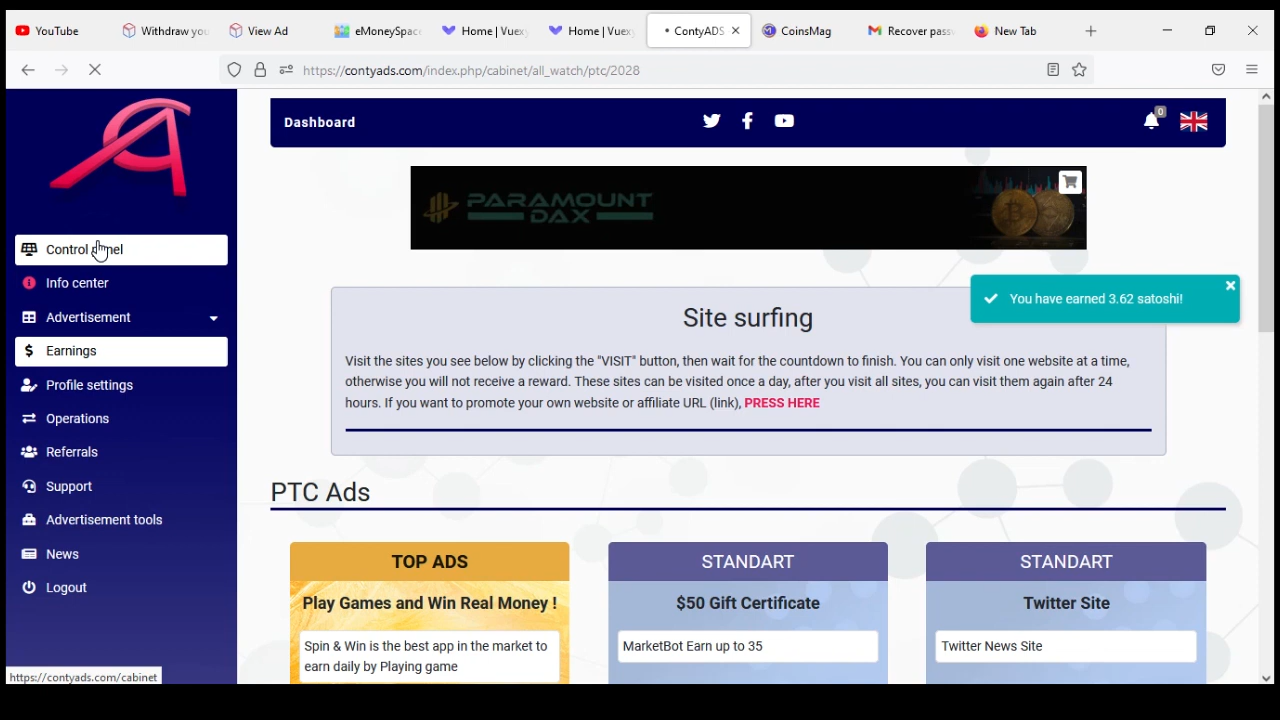 YouTube
Withdraw you
View Ad
eMoneySpac
Home | Vuex
Home | Vuex
ContyADS
CoinsMag
Recover pass
New Tab
https://contyads.com/index.php/cabinet/all_watch/ptc/2028
Dashboard
0
PARAMOUNT
DAX
Control panel
Info center
Advertisement
Earnings
Profile settings
Operations
Referrals
Support
Advertisement tools
News
Logout
You have earned 3.62 satoshi!
Site surfing
Visit the sites you see below by clicking the "VISIT" button, then wait for the countdown to finish. You can only visit one website at a time,
otherwise you will not receive a reward. These sites can be visited once a day, after you visit all sites, you can visit them again after 24
hours. If you want to promote your own website or affiliate URL (link), PRESS HERE
PTC Ads
TOP ADS
Play Games and Win Real Money !
Spin & Win is the best app in the market to
earn daily by Playing game
STANDART
$50 Gift Certificate
MarketBot Earn up to 35
STANDART
Twitter Site
Twitter News Site
https://contyads.com/cabinet